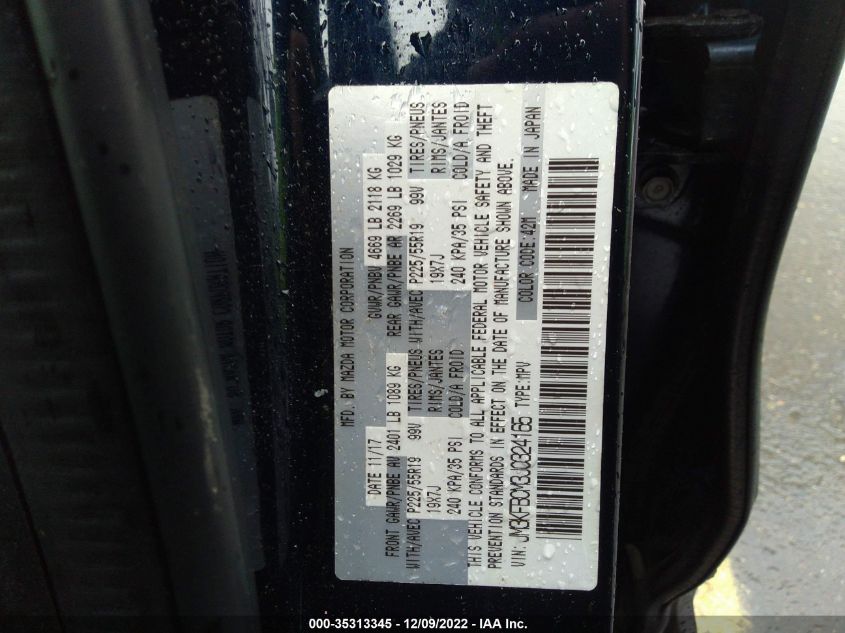 MFD. BY MAZDA MOTOR CORPORATION
DATE 11/17 GVWR/PNBV 4669 LB 2118 KG
FRONT GAWR/PNBE AV 2401 LB 1089 KG REAR GAWR/PNBE AR 2269 LB 1029 KG
WITH/AVEC P225/55R19 99V TIRES/PNEUS WITH/AVEC P225/55R19 99V TIRES/PNEUS
19X7J RIMS/JANTES 19X7J RIMS/JANTES
240 KPA/35 PSI COLD/A FROID 240 KPA/35 PSI COLD/A FROID
THIS VEHICLE CONFORMS TO ALL APPLICABLE FEDERAL MOTOR VEHICLE SAFETY AND THEFT
PREVENTION STANDARDS IN EFFECT ON THE DATE OF MANUFACTURE SHOWN ABOVE.
VIN: JM3KFBCM3J0324165 TYPE:MPV COLOR CODE:42M MADE IN JAPAN
000-35313345 - 12/09/2022 - IAA Inc.